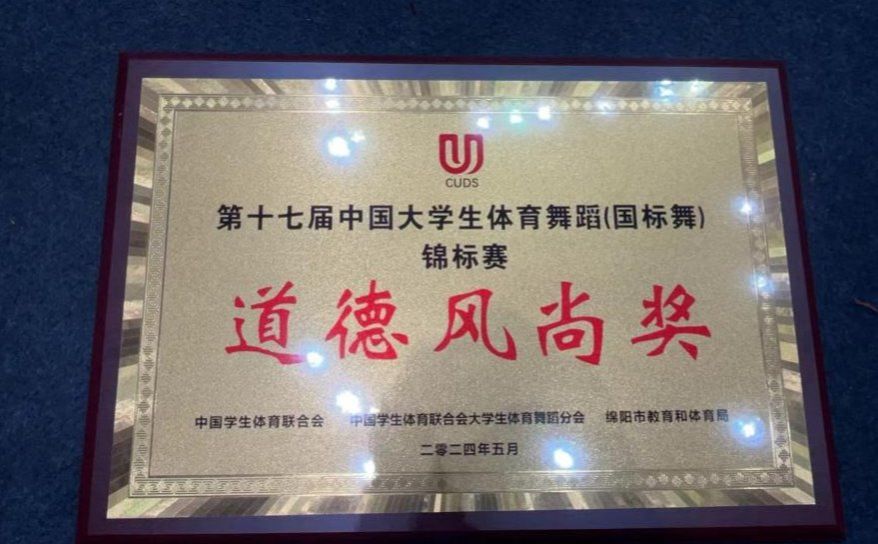 CUDS
第十七届中国大学生体育舞蹈(国标舞)
锦标赛
道德风尚奖
中国学生体育联合会 中国学生体育联合会大学生体育舞蹈分会 绵阳市教育和体育局
二零二四年五月